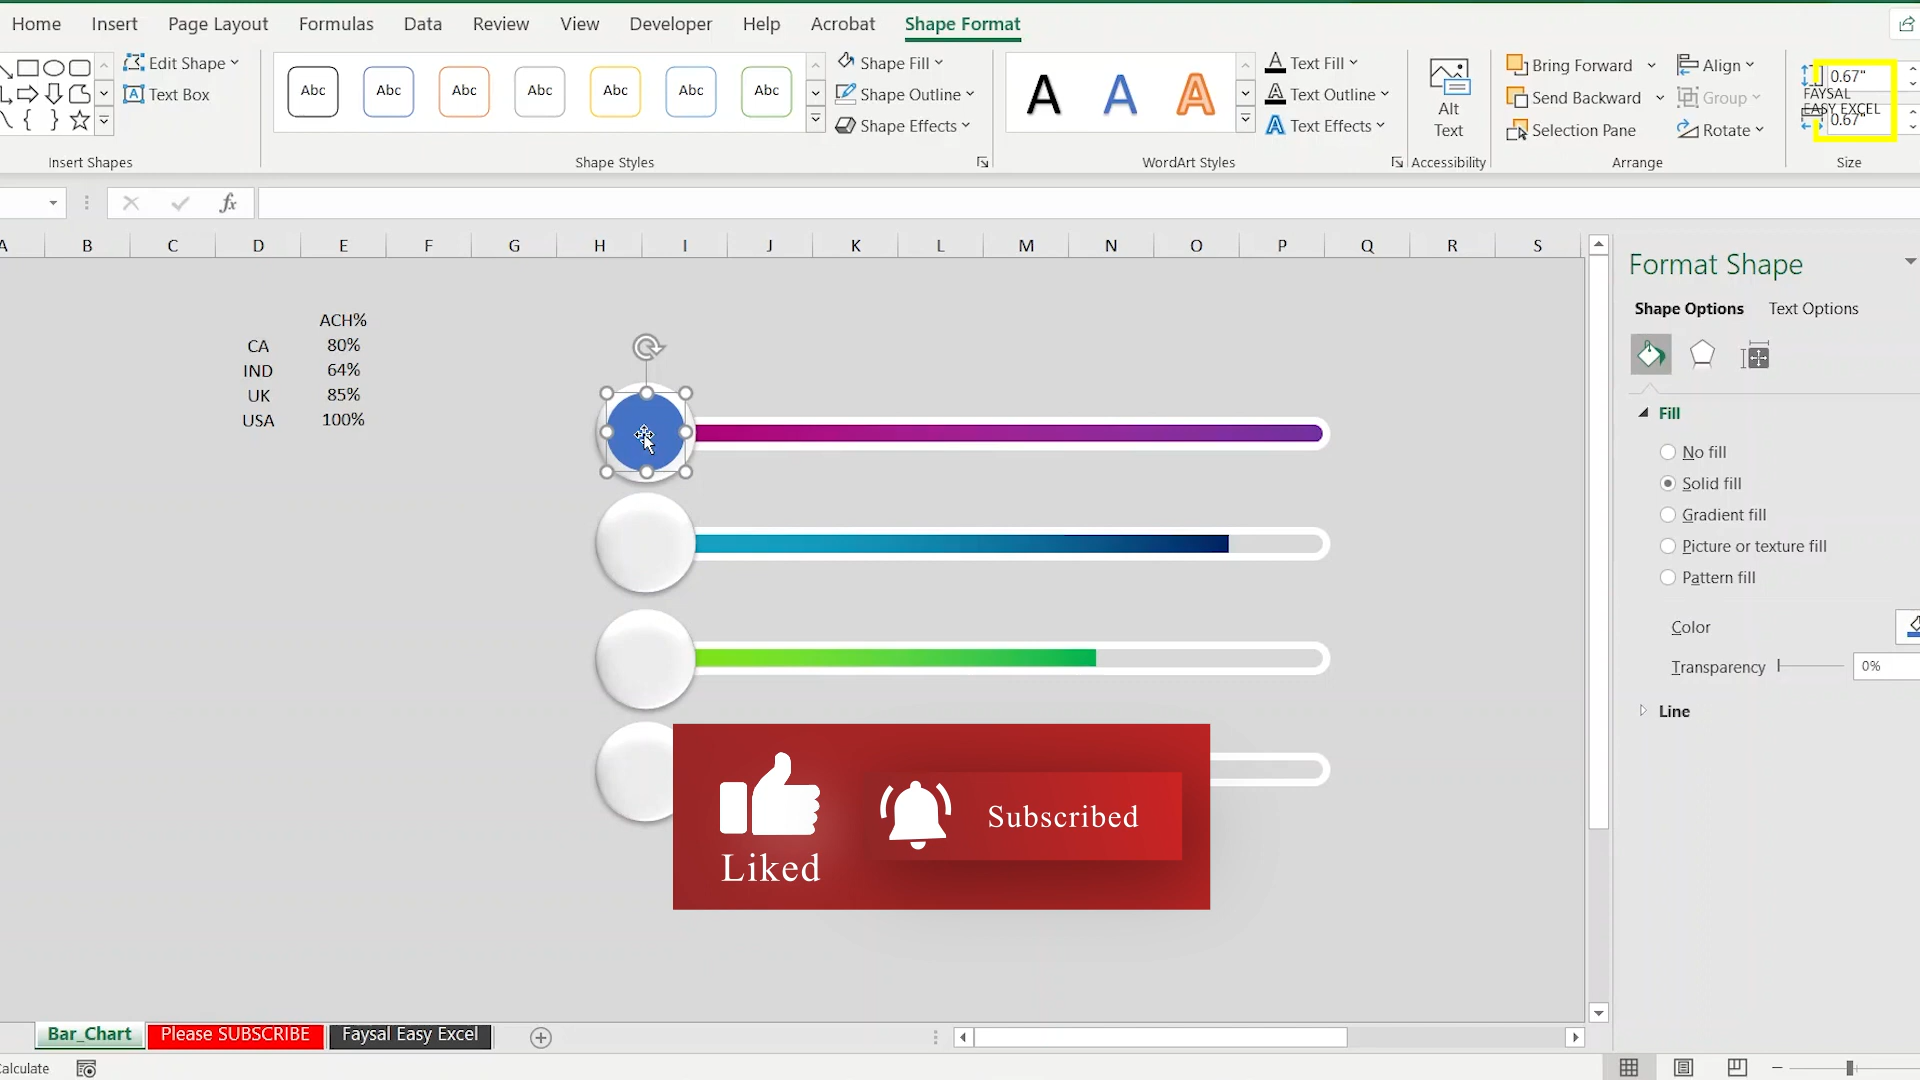 Home Insert Page Layout Formulas Data Review View Developer Help Acrobat Shape Format
Edit Shape
Text Box
Insert Shapes
Abc Abc Abc Abc Abc Abc Abc
Shape Fill
Shape Outline
Shape Effects
Shape Styles
A A A
Text Fill
Text Outline
Text Effects
WordArt Styles
Alt
Text
Accessibility
Bring Forward
Send Backward
Selection Pane
Align
Group
Rotate
Arrange
0.67"
FAYSAL
EASY EXCEL
0.67"
Size
fx
A B C D E F G H I J K L M N O P Q R S
ACH%
CA 80%
IND 64%
UK 85%
USA 100%
Format Shape
Shape Options Text Options
Fill
No fill
Solid fill
Gradient fill
Picture or texture fill
Pattern fill
Color
Transparency 0%
Line
Liked
Subscribed
Bar_Chart Please SUBSCRIBE Faysal Easy Excel
alculate